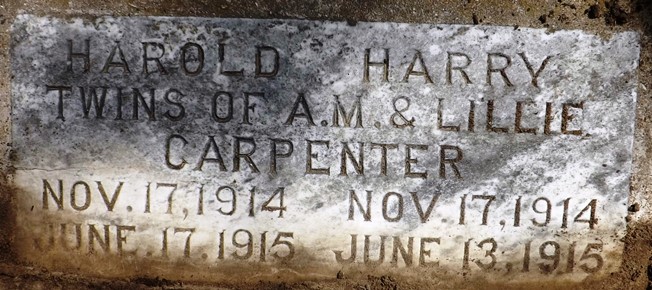 HAROLD HARRY
TWINS OF A.M. & LILLIE
CARPENTER
NOV. 17, 1914 NOV 17, 1914
JUNE. 17. 1915 JUNE 13, 1915